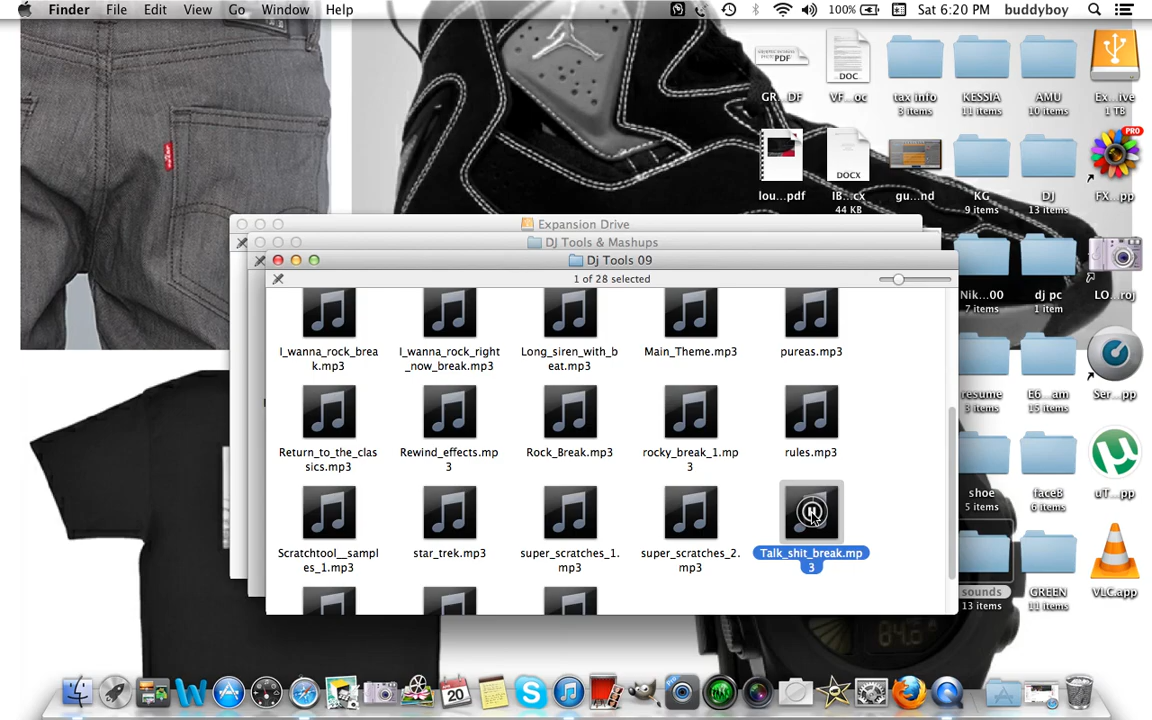 Finder File Edit View Go Window Help
100% Sat 6:20 PM buddyboy
PDF
GR...DF
DOC
VF...oc
tax info
3 items
KESSIA
11 items
AMU
10 items
Ex...ive
1 TB
lou....pdf
DOCX
IB...cx
44 KB
gu...nd
KG
9 items
DJ
13 items
PRO
FX...pp
Expansion Drive
DJ Tools & Mashups
Dj Tools 09
1 of 28 selected
Nik...00
7 items
dj pc
1 item
LO...roj
I_wanna_rock_brea
k.mp3
I_wanna_rock_right
_now_break.mp3
Long_siren_with_b
eat.mp3
Main_Theme.mp3
pureas.mp3
resume
3 items
E6...am
15 items
Ser...pp
Return_to_the_clas
sics.mp3
Rewind_effects.mp
3
Rock_Break.mp3
rocky_break_1.mp
3
rules.mp3
shoe
5 items
faceB
6 items
uT...pp
Scratchtool__sampl
es_1.mp3
star_trek.mp3
super_scratches_1.
mp3
super_scratches_2.
mp3
Talk_shit_break.mp
3
sounds
13 items
GREEN
11 items
VLC.app
20